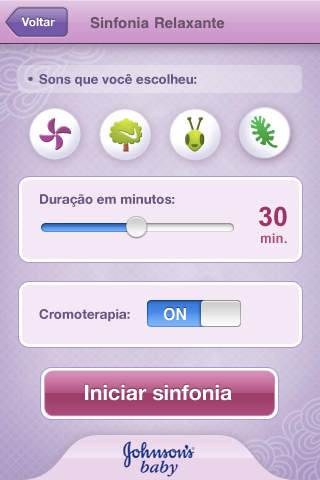 Voltar
Sinfonia Relaxante
• Sons que você escolheu:
Duração em minutos:
30
min.
Cromoterapia:
ON
Iniciar sinfonia
Johnson's
baby